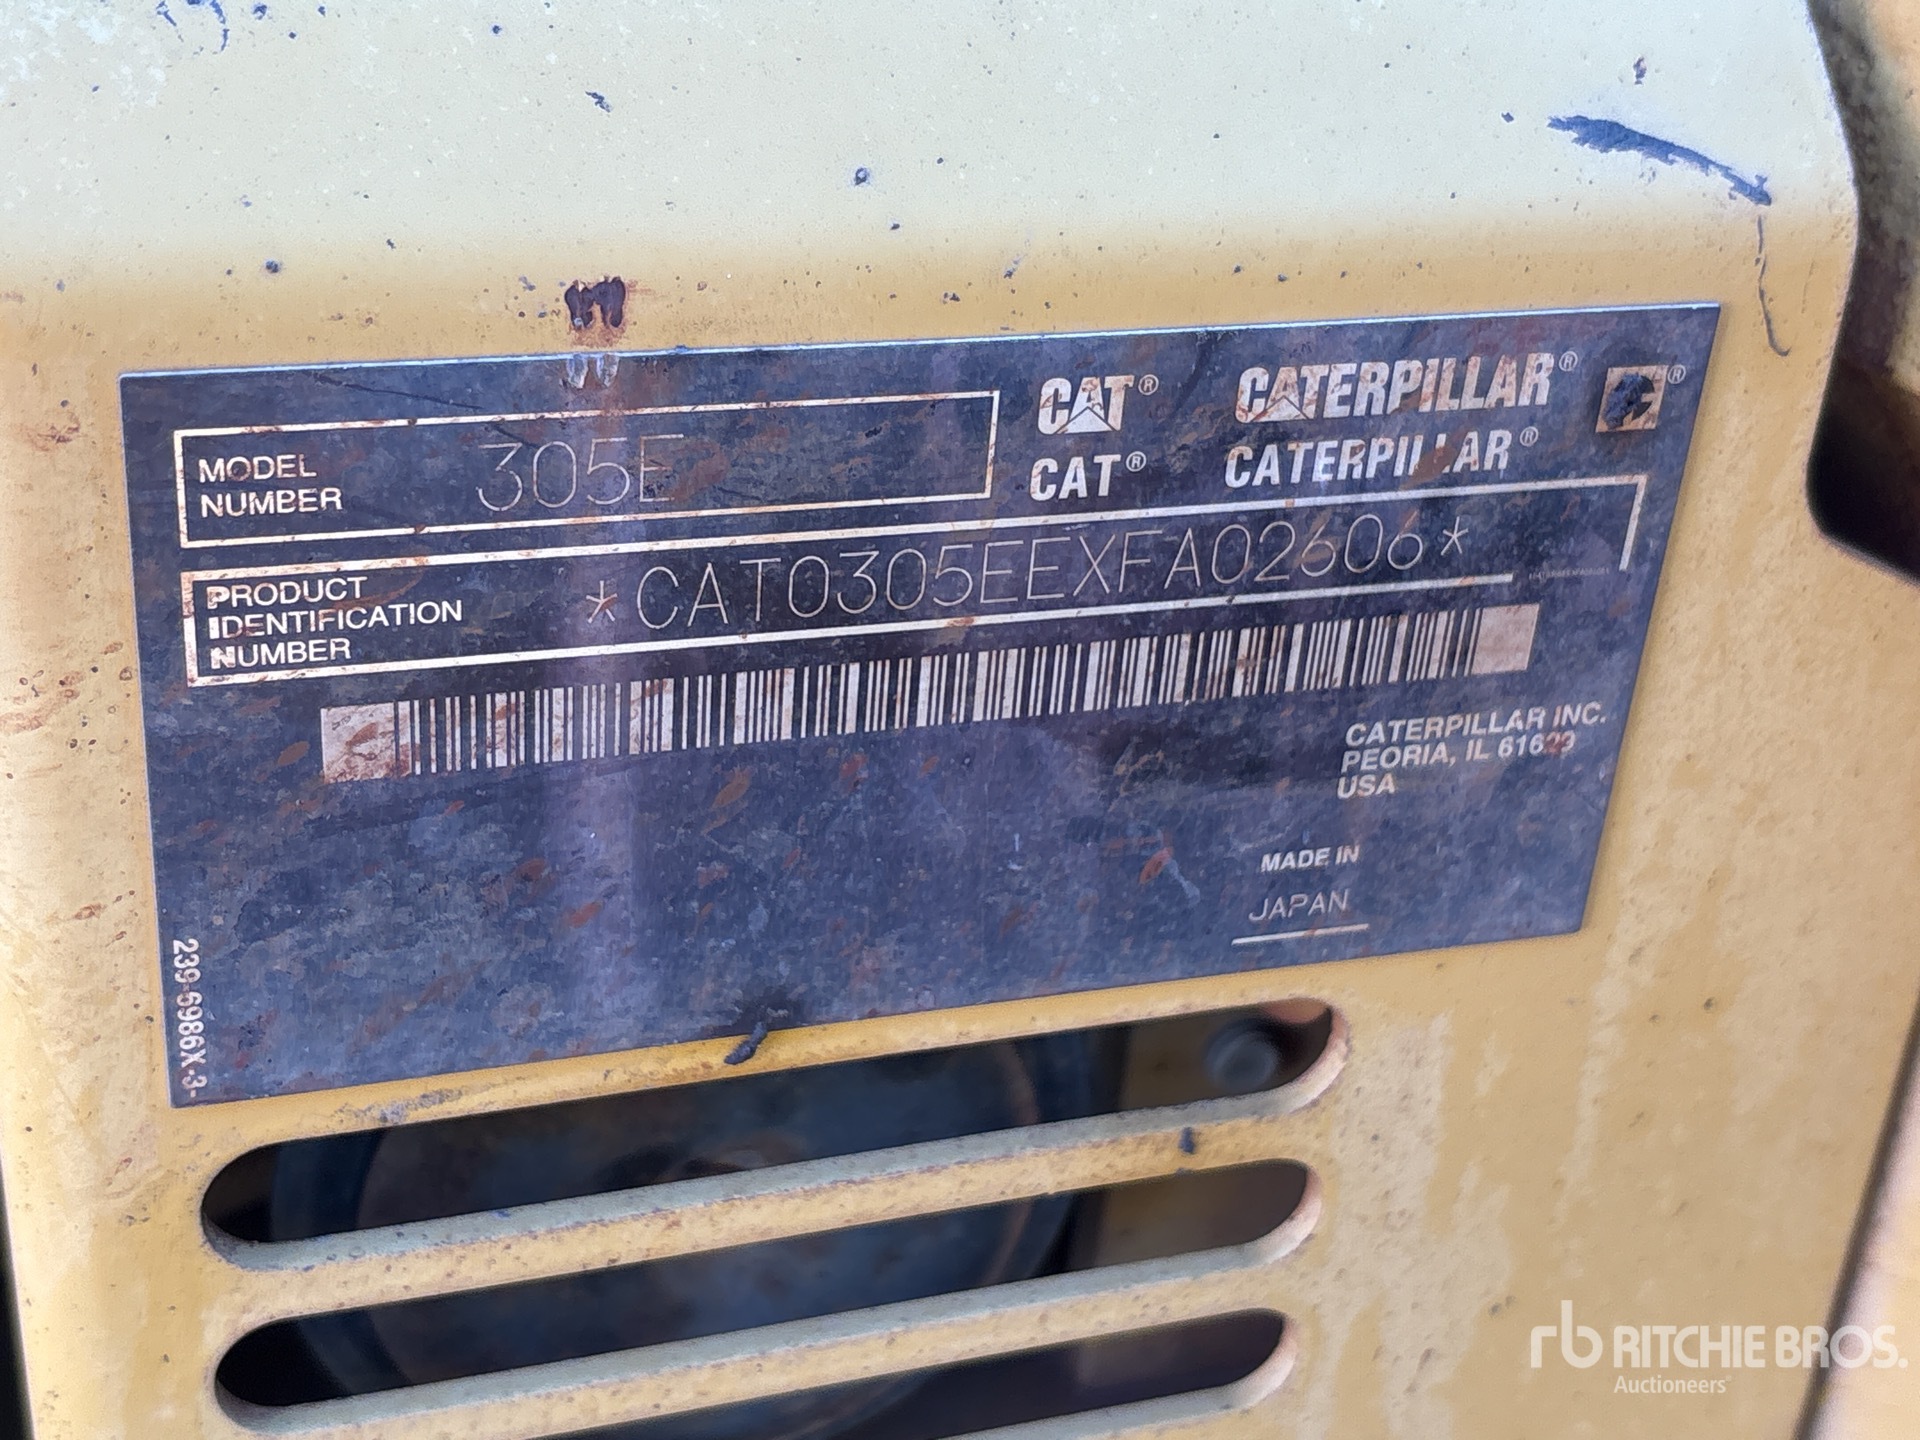 MODEL
NUMBER
305E
CAT® CATERPILLAR®
CAT® CATERPILLAR®
PRODUCT
IDENTIFICATION
NUMBER
*CAT0305EEXFA02606*
CATERPILLAR INC.
PEORIA, IL 61629
USA
MADE IN
JAPAN
239-6986X-3
rb RITCHIE BROS.
Auctioneers